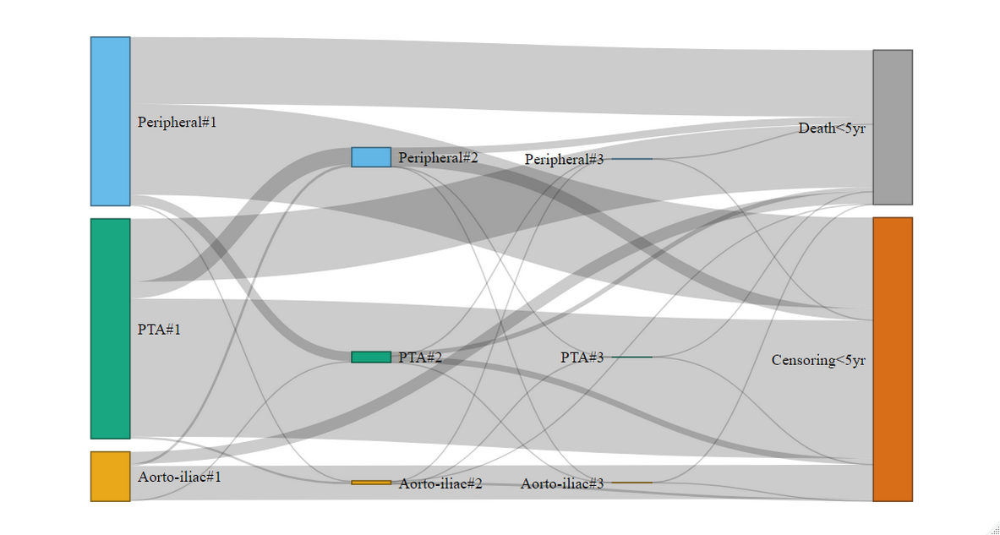 Peripheral#1
Death<5yr
Peripheral#2
Peripheral#3
PTA#1
PTA#2
PTA#3
Censoring<5yr
Aorto-iliac#1
Aorto-iliac#2
Aorto-iliac#3